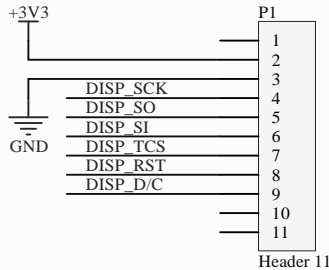 +3V3
P1
1
2
3
DISP_SCK 4
DISP_SO 5
DISP_SI 6
GND
DISP_TCS 7
DISP_RST 8
DISP_D/C 9
10
11
Header 11